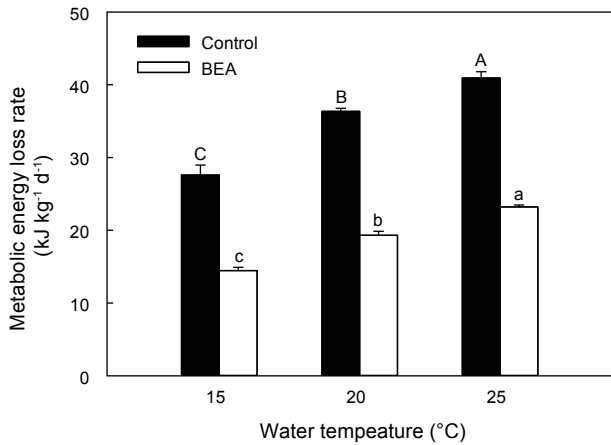 50
40
30
20
10
0
Metabolic energy loss rate
(kJ kg⁻¹ d⁻¹)
Control
BEA
C
c
B
b
A
a
15 20 25
Water tempeature (°C)